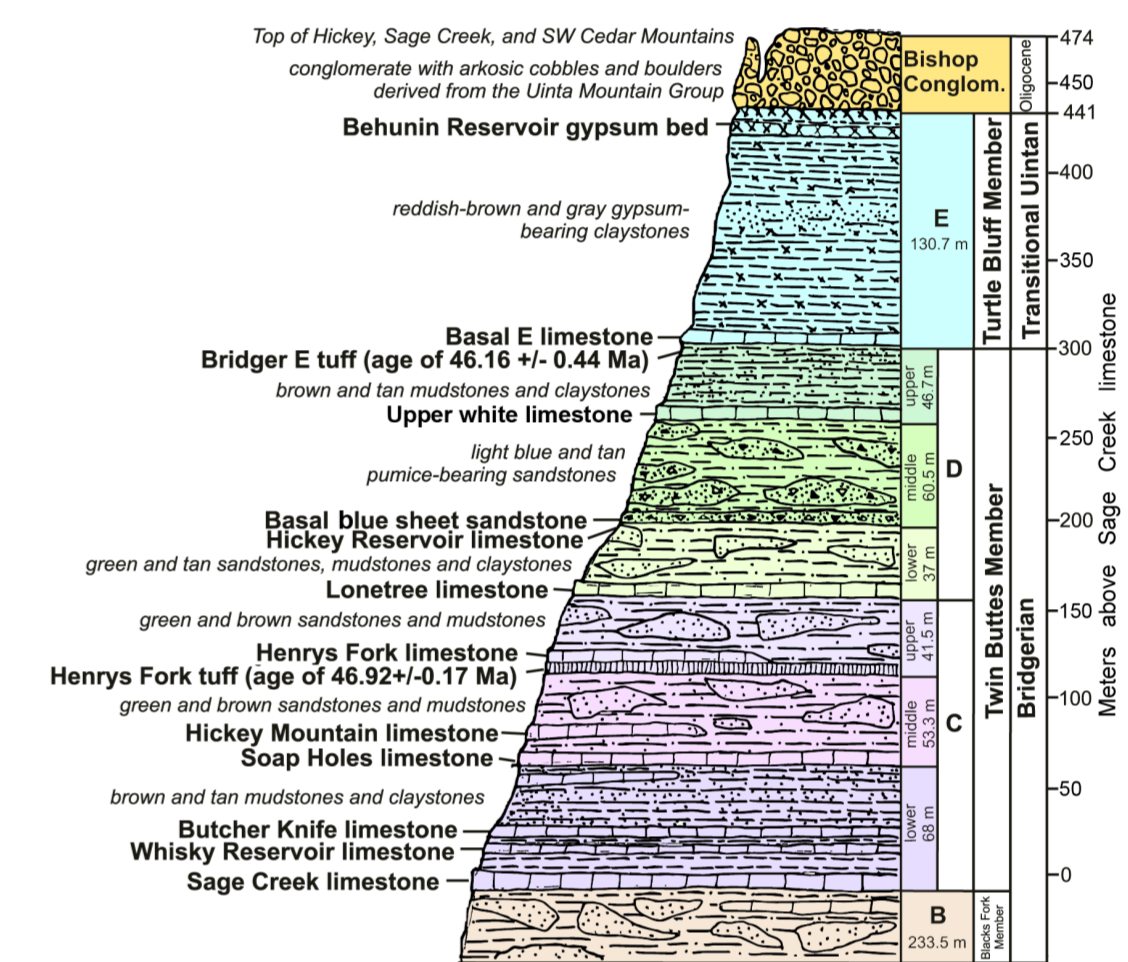 Top of Hickey, Sage Creek, and SW Cedar Mountains
conglomerate with arkosic cobbles and boulders
derived from the Uinta Mountain Group
Behunin Reservoir gypsum bed
reddish-brown and gray gypsum-
bearing claystones
Basal E limestone
Bridger E tuff (age of 46.16 +/- 0.44 Ma)
brown and tan mudstones and claystones
Upper white limestone
light blue and tan
pumice-bearing sandstones
Basal blue sheet sandstone
Hickey Reservoir limestone
green and tan sandstones, mudstones and claystones
Lonetree limestone
green and brown sandstones and mudstones
Henrys Fork limestone
Henrys Fork tuff (age of 46.92+/-0.17 Ma)
green and brown sandstones and mudstones
Hickey Mountain limestone
Soap Holes limestone
brown and tan mudstones and claystones
Butcher Knife limestone
Whisky Reservoir limestone
Sage Creek limestone
Bishop
Conglom.
E
130.7 m
upper
46.7 m
middle
60.5 m
lower
37 m
D
upper
41.5 m
middle
53.3 m
lower
68 m
C
B
233.5 m
Turtle Bluff Member
Twin Buttes Member
Blacks Fork
Member
Oligocene
Transitional Uintan
Bridgerian
474
450
441
400
350
300
250
200
150
100
50
0
Meters above Sage Creek limestone